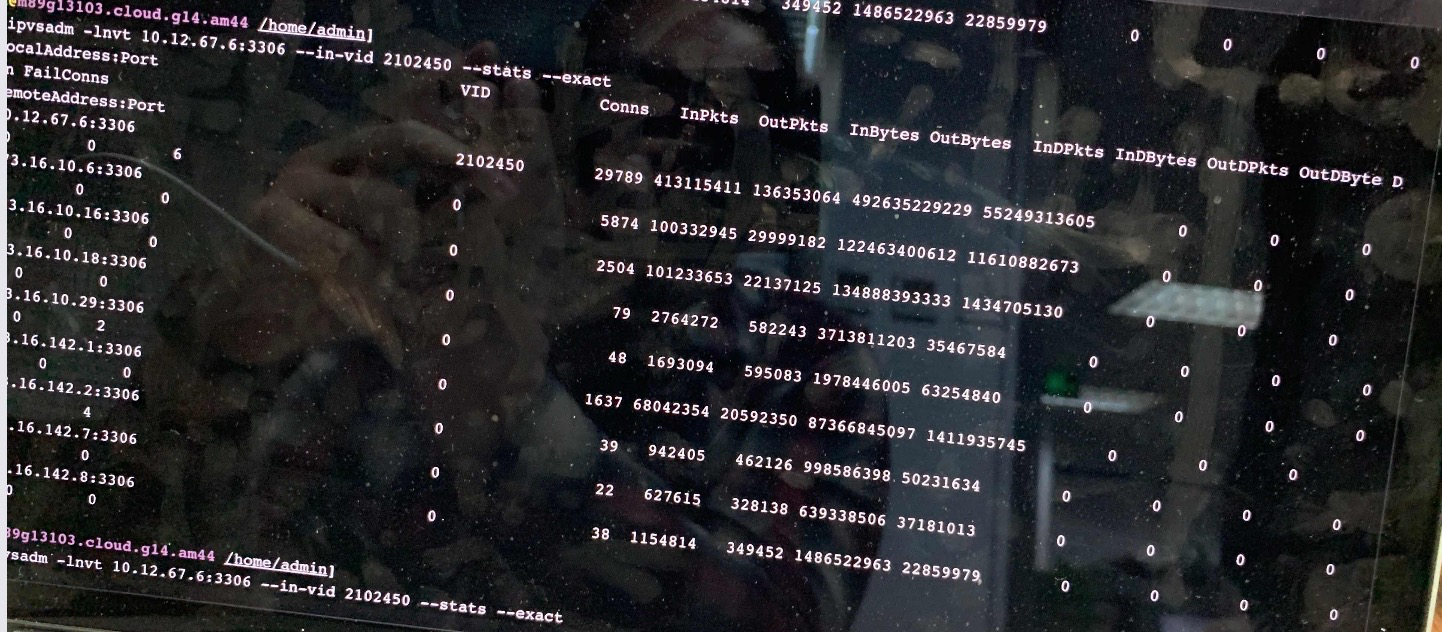 349452 1486522963 22859979 0 0 0 0
m89g13103.cloud.g14.am44 /home/admin]
ipvsadm -lnvt 10.12.67.6:3306 --in-vid 2102450 --stats --exact
ocalAddress:Port VID Conns InPkts OutPkts InBytes OutBytes InDPkts InDBytes OutDPkts OutDByte D
n FailConns
emoteAddress:Port
0.12.67.6:3306 2102450 29789 413115411 136353064 492635229229 55249313605 0 0 0
0 6
3.16.10.6:3306 0 5874 100332945 29999182 122463400612 11610882673 0 0 0
0 0
3.16.10.16:3306 0 2504 101233653 22137125 134888393333 1434705130 0 0 0
0 0
3.16.10.18:3306 0 79 2764272 582243 3713811203 35467584 0 0 0 0
0 0
3.16.10.29:3306 0 48 1693094 595083 1978446005 63254840 0 0 0 0
0 2
.16.142.1:3306 0 1637 68042354 20592350 87366845097 1411935745 0 0 0
0 0
.16.142.2:3306 0 39 942405 462126 998586398 50231634 0 0 0 0
4
.16.142.7:3306 0 22 627615 328138 639338506 37181013 0 0 0 0
0
.16.142.8:3306 0 38 1154814 349452 1486522963 22859979 0 0 0 0
0 0
89g13103.cloud.g14.am44 /home/admin]
vsadm -lnvt 10.12.67.6:3306 --in-vid 2102450 --stats --exact